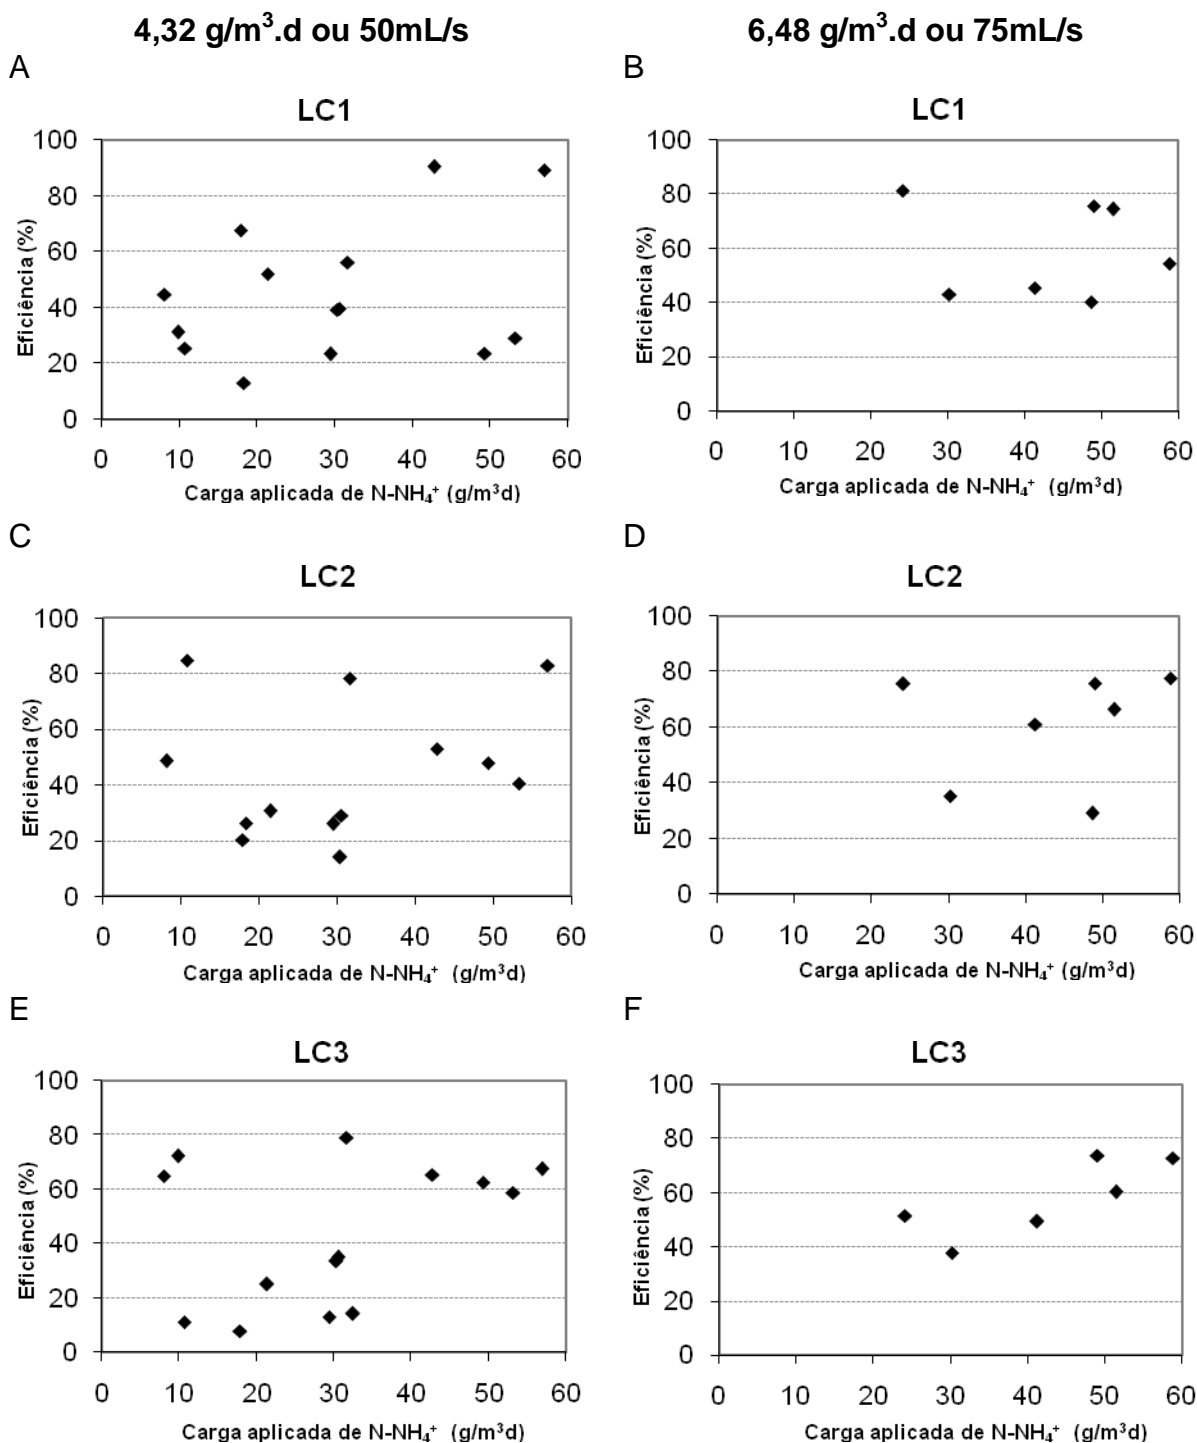 4,32 g/m³.d ou 50mL/s
6,48 g/m³.d ou 75mL/s
A
B
LC1
LC1
100
80
60
40
20
0
Eficiência (%)
0 10 20 30 40 50 60
Carga aplicada de N-NH₄⁺ (g/m³d)
100
80
60
40
20
0
Eficiência (%)
0 10 20 30 40 50 60
Carga aplicada de N-NH₄⁺ (g/m³d)
C
D
LC2
LC2
100
80
60
40
20
0
Eficiência (%)
0 10 20 30 40 50 60
Carga aplicada de N-NH₄⁺ (g/m³d)
100
80
60
40
20
0
Eficiência (%)
0 10 20 30 40 50 60
Carga aplicada de N-NH₄⁺ (g/m³d)
E
F
LC3
LC3
100
80
60
40
20
0
Eficiência (%)
0 10 20 30 40 50 60
Carga aplicada de N-NH₄⁺ (g/m³d)
100
80
60
40
20
0
Eficiência (%)
0 10 20 30 40 50 60
Carga aplicada de N-NH₄⁺ (g/m³d)